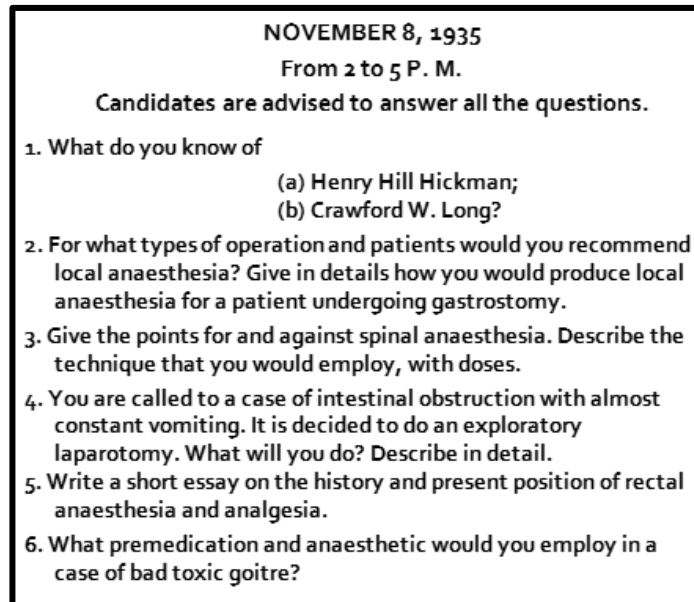 NOVEMBER 8, 1935
From 2 to 5 P. M.
Candidates are advised to answer all the questions.
1. What do you know of
(a) Henry Hill Hickman;
(b) Crawford W. Long?
2. For what types of operation and patients would you recommend
local anaesthesia? Give in details how you would produce local
anaesthesia for a patient undergoing gastrostomy.
3. Give the points for and against spinal anaesthesia. Describe the
technique that you would employ, with doses.
4. You are called to a case of intestinal obstruction with almost
constant vomiting. It is decided to do an exploratory
laparotomy. What will you do? Describe in detail.
5. Write a short essay on the history and present position of rectal
anaesthesia and analgesia.
6. What premedication and anaesthetic would you employ in a
case of bad toxic goitre?